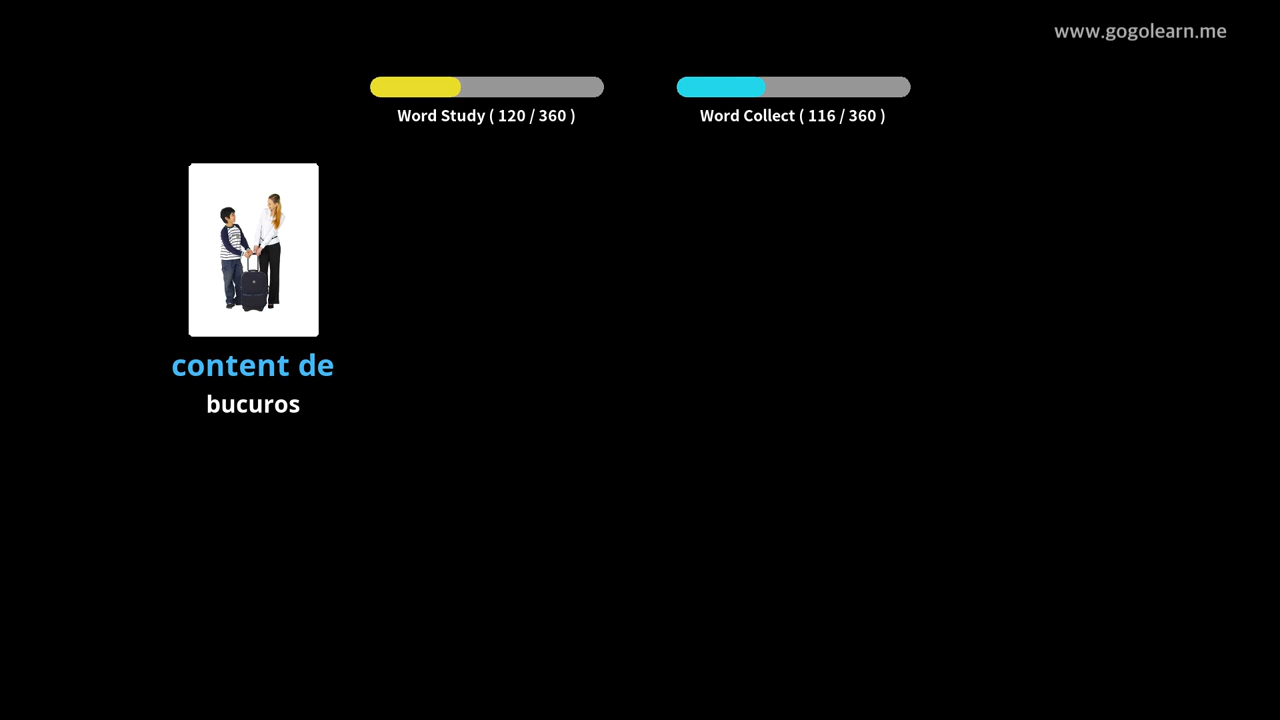 www.gogolearn.me
Word Study ( 120 / 360 )
Word Collect ( 116 / 360 )
content de
bucuros